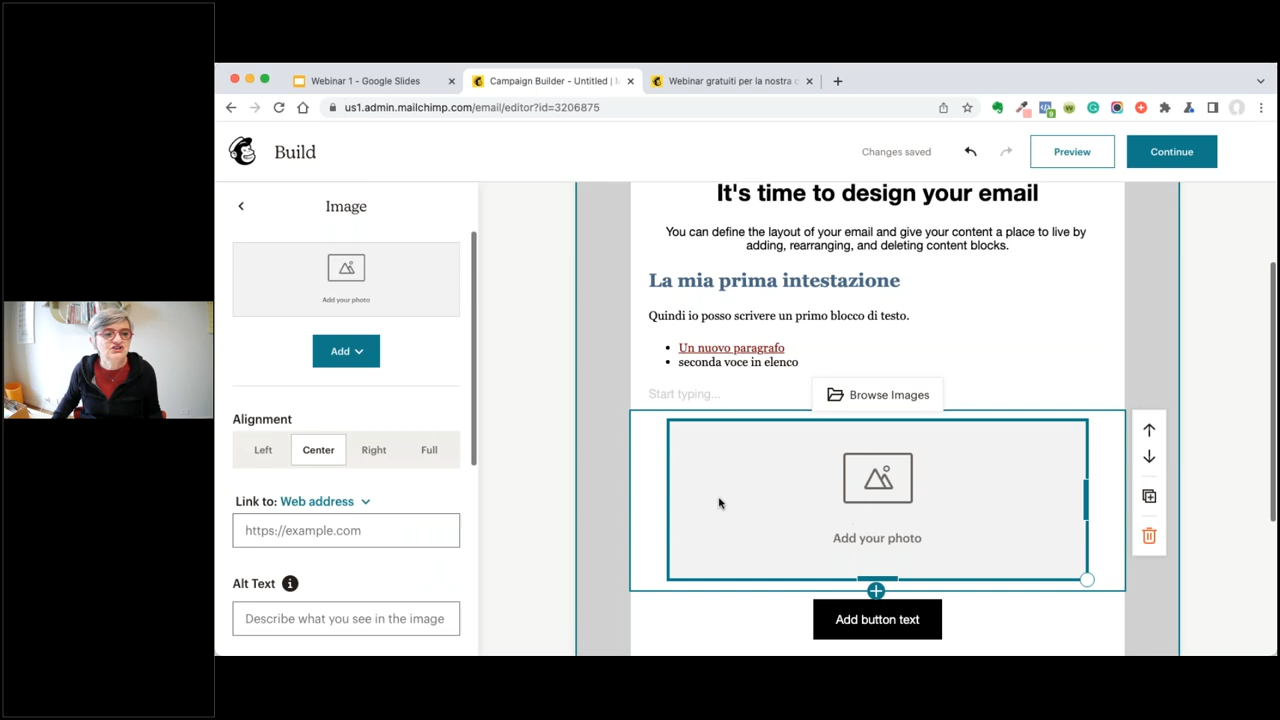 Webinar 1 - Google Slides
Campaign Builder - Untitled |
Webinar gratuiti per la nostra
us1.admin.mailchimp.com/email/editor?id=3206875
Build
Changes saved
Preview
Continue
Image
Add your photo
Add
Alignment
Left
Center
Right
Full
Link to: Web address
https://example.com
Alt Text
Describe what you see in the image
It's time to design your email
You can define the layout of your email and give your content a place to live by
adding, rearranging, and deleting content blocks.
La mia prima intestazione
Quindi io posso scrivere un primo blocco di testo.
Un nuovo paragrafo
seconda voce in elenco
Start typing...
Browse Images
Add your photo
Add button text